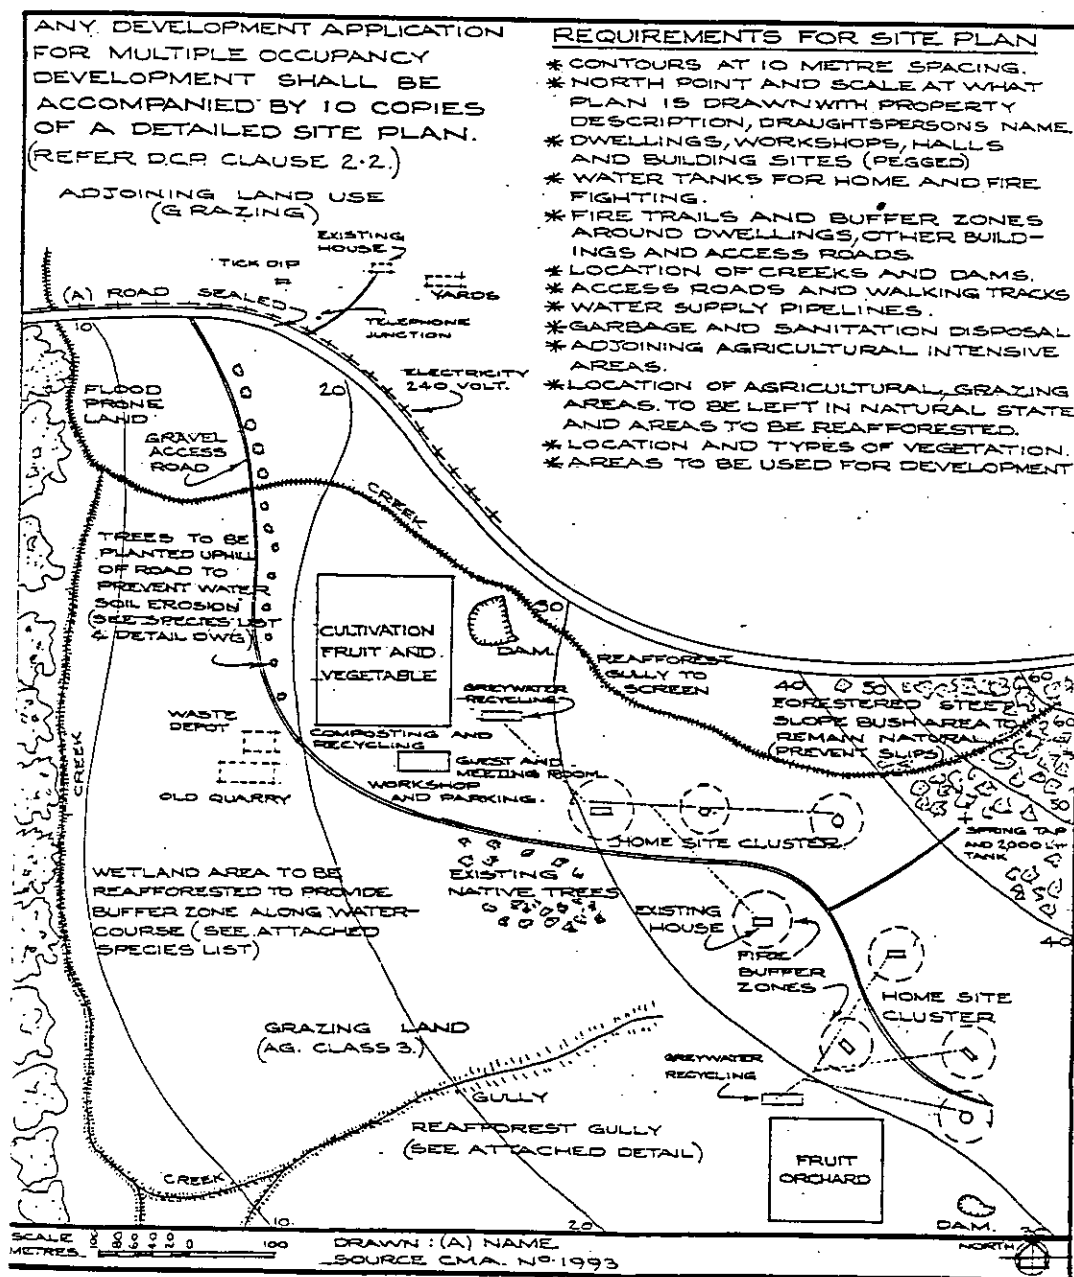 ANY DEVELOPMENT APPLICATION
FOR MULTIPLE OCCUPANCY
DEVELOPMENT SHALL BE
ACCOMPANIED BY 10 COPIES
OF A DETAILED SITE PLAN.
(REFER D.C.P. CLAUSE 2.2.)
REQUIREMENTS FOR SITE PLAN
* CONTOURS AT 10 METRE SPACING.
* NORTH POINT AND SCALE AT WHAT
PLAN IS DRAWN WITH PROPERTY
DESCRIPTION, DRAUGHTSPERSONS NAME
* DWELLINGS, WORKSHOPS, HALLS
AND BUILDING SITES (PEGGED)
* WATER TANKS FOR HOME AND FIRE
FIGHTING.
* FIRE TRAILS AND BUFFER ZONES
AROUND DWELLINGS, OTHER BUILD-
INGS AND ACCESS ROADS.
* LOCATION OF CREEKS AND DAMS.
* ACCESS ROADS AND WALKING TRACKS
* WATER SUPPLY PIPELINES.
* GARBAGE AND SANITATION DISPOSAL
* ADJOINING AGRICULTURAL INTENSIVE
AREAS.
* LOCATION OF AGRICULTURAL, GRAZING
AREAS. TO BE LEFT IN NATURAL STATE
AND AREAS TO BE REAFFORESTED.
* LOCATION AND TYPES OF VEGETATION.
* AREAS TO BE USED FOR DEVELOPMENT
ADJOINING LAND USE
(GRAZING)
EXISTING
HOUSE
TICK DIP
YARDS
(A) ROAD SEALED
TELEPHONE
JUNCTION
10
20
ELECTRICITY
240 VOLT.
FLOOD
PRONE
LAND
GRAVEL
ACCESS
ROAD
CREEK
TREES TO BE
PLANTED UPHILL
OF ROAD TO
PREVENT WATER
SOIL EROSION
(SEE SPECIES LIST
& DETAIL DWG)
CULTIVATION
FRUIT AND
VEGETABLE
30
DAM.
REAFFOREST
GULLY TO
SCREEN
GREYWATER
RECYCLING
40
50
60
FORESTERED STEEP
SLOPE BUSH AREA TO
REMAIN NATURAL
(PREVENT SLIPS)
60
50
WASTE
DEPOT
COMPOSTING AND
RECYCLING
GUEST AND
MEETING ROOM
WORKSHOP
AND PARKING.
OLD QUARRY
CREEK
HOME SITE CLUSTER
SPRING TAP
AND 2,000 LT
TANK
EXISTING
NATIVE TREES
WETLAND AREA TO BE
REAFFORESTED TO PROVIDE
BUFFER ZONE ALONG WATER-
COURSE (SEE ATTACHED
SPECIES LIST)
EXISTING
HOUSE
40
FIRE
BUFFER
ZONES
HOME SITE
CLUSTER
GRAZING LAND
(AG. CLASS 3.)
GREYWATER
RECYCLING
GULLY
REAFFOREST GULLY
(SEE ATTACHED DETAIL)
FRUIT
ORCHARD
CREEK
10
20
DAM.
SCALE
METRES
100 80 60 40 20 0 100
DRAWN: (A) NAME
SOURCE CMA. Nº 1993
NORTH